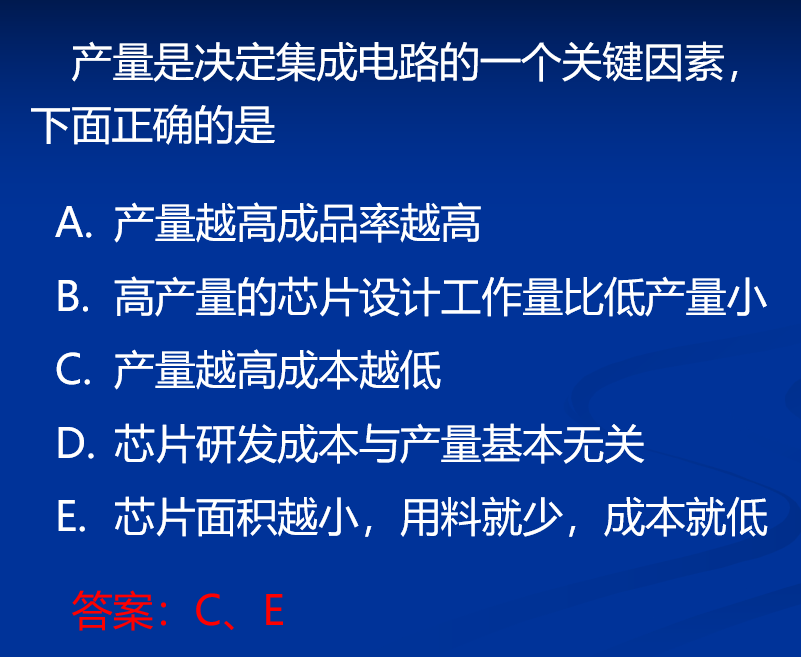 产量是决定集成电路的一个关键因素，
下面正确的是
A. 产量越高成品率越高
B. 高产量的芯片设计工作量比低产量小
C. 产量越高成本越低
D. 芯片研发成本与产量基本无关
E. 芯片面积越小，用料就少，成本就低
答案：C、E